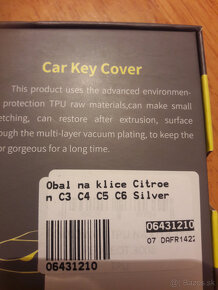 Car Key Cover
This product uses the advanced environmen-
protection TPU raw materials,can make small
etching, can restore after extrusion, surface
through the multi-layer vacuum plating, to keep the
or gorgeous for a long time.
Obal na klice Citroe
n C3 C4 C5 C6 Silver
06431210
07 DAFR1422
06431210